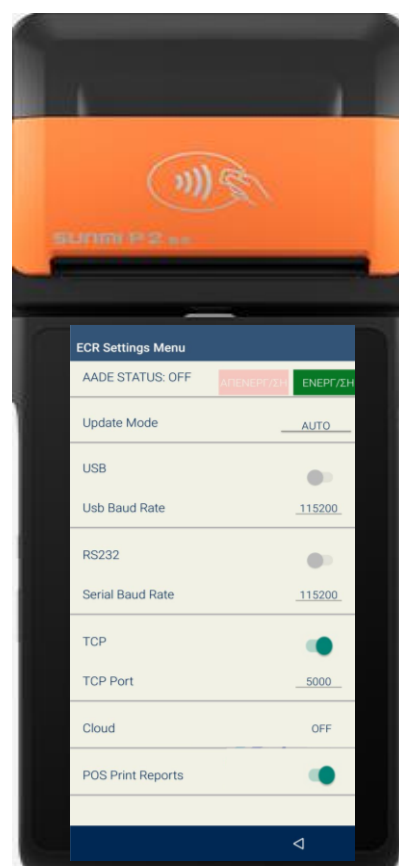 SUNMI P2
ECR Settings Menu
AADE STATUS: OFF ΑΠΕΝΕΡΓ/ΣΗ ΕΝΕΡΓ/ΣΗ
Update Mode AUTO
USB
Usb Baud Rate 115200
RS232
Serial Baud Rate 115200
TCP
TCP Port 5000
Cloud OFF
POS Print Reports